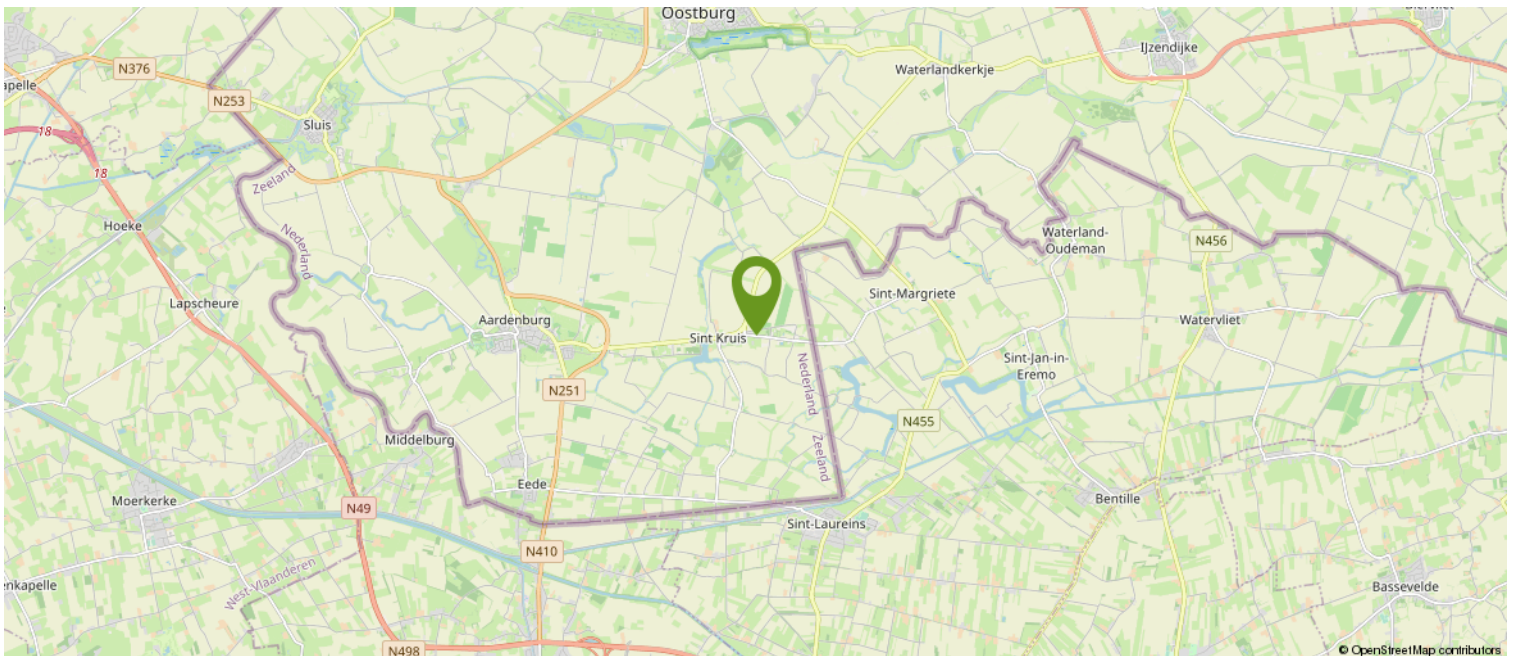 Oostburg
IJzendijke
N376
Waterlandkerkje
apelle
N253
Sluis
18
18
Zeeland
Hoeke
Nederland
Waterland-
Oudeman
N456
Lapscheure
Sint-Margriete
Aardenburg
Watervliet
Sint Kruis
Sint-Jan-in-
Eremo
Nederland
Zeeland
N251
N455
Middelburg
Eede
Moerkerke
N49
Bentille
Sint-Laureins
N410
enkapelle
West-Vlaanderen
Bassevelde
N498
© OpenStreetMap contributors